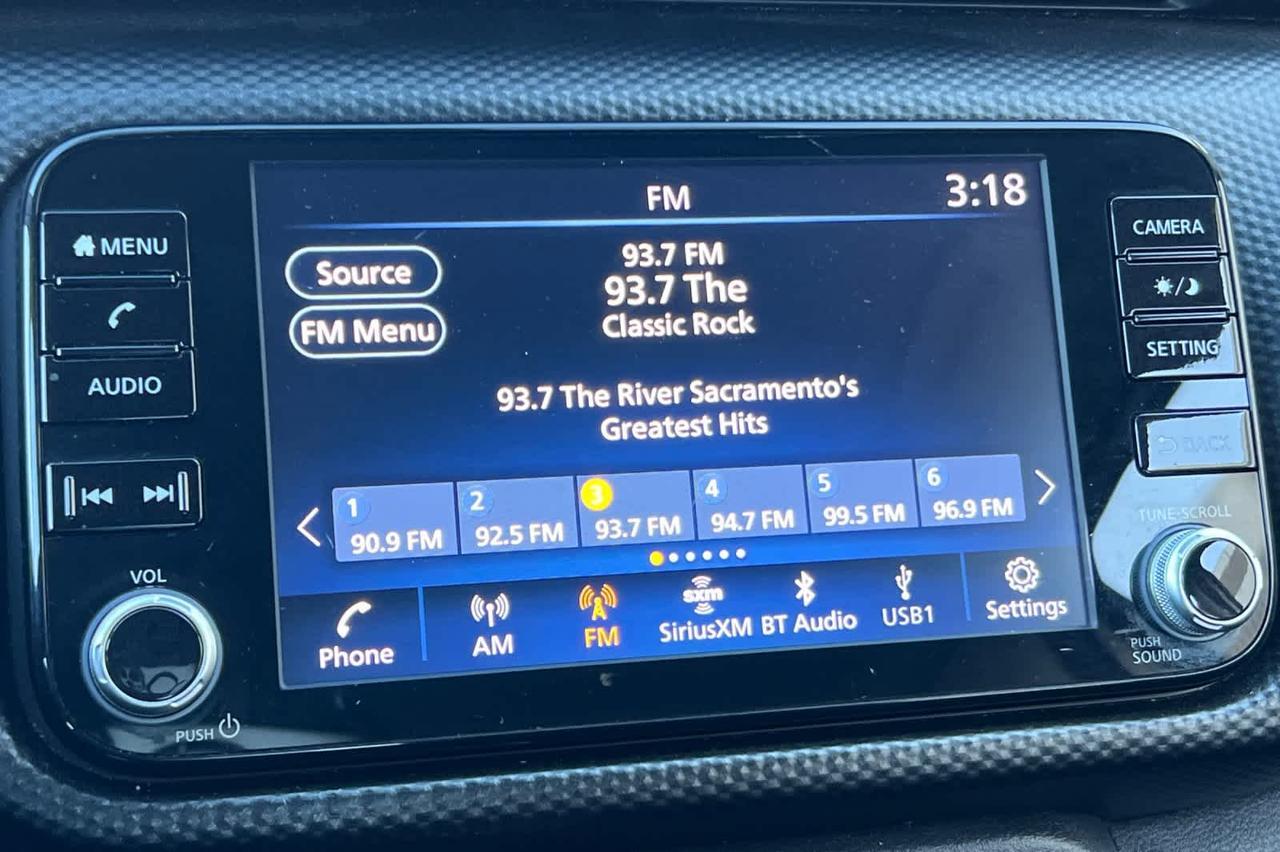 FM
3:18
MENU
AUDIO
VOL
PUSH
Source
FM Menu
93.7 FM
93.7 The
Classic Rock
93.7 The River Sacramento's
Greatest Hits
1
90.9 FM
2
92.5 FM
3
93.7 FM
4
94.7 FM
5
99.5 FM
6
96.9 FM
Phone
AM
FM
sxm
SiriusXM
BT Audio
USB1
Settings
CAMERA
SETTING
BACK
TUNE·SCROLL
PUSH
SOUND